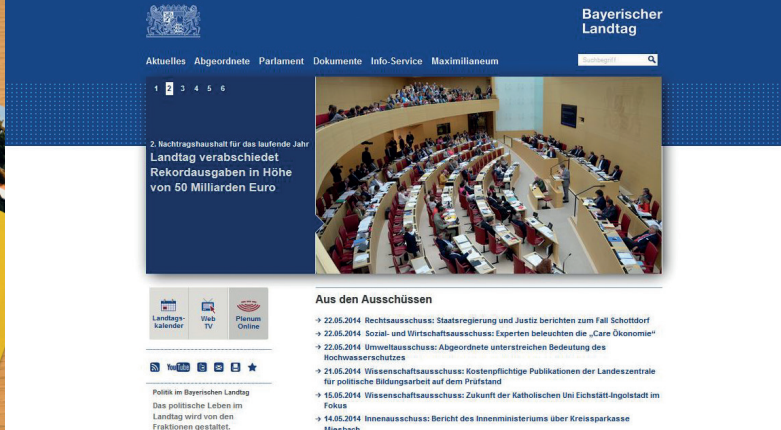 Bayerischer
Landtag
Aktuelles Abgeordnete Parlament Dokumente Info-Service Maximilianeum
Suchbegriff
1 2 3 4 5 6
2. Nachtragshaushalt für das laufende Jahr
Landtag verabschiedet
Rekordausgaben in Höhe
von 50 Milliarden Euro
Landtags-
kalender
Web
TV
Plenum
Online
YouTube
Politik im Bayerischen Landtag
Das politische Leben im
Landtag wird von den
Fraktionen gestaltet.
Aus den Ausschüssen
22.05.2014 Rechtsausschuss: Staatsregierung und Justiz berichten zum Fall Schottdorf
22.05.2014 Sozial- und Wirtschaftsausschuss: Experten beleuchten die „Care Ökonomie“
22.05.2014 Umweltausschuss: Abgeordnete unterstreichen Bedeutung des
Hochwasserschutzes
21.05.2014 Wissenschaftsausschuss: Kostenpflichtige Publikationen der Landeszentrale
für politische Bildungsarbeit auf dem Prüfstand
15.05.2014 Wissenschaftsausschuss: Zukunft der Katholischen Uni Eichstätt-Ingolstadt im
Fokus
14.05.2014 Innenausschuss: Bericht des Innenministeriums über Kreissparkasse
Miesbach